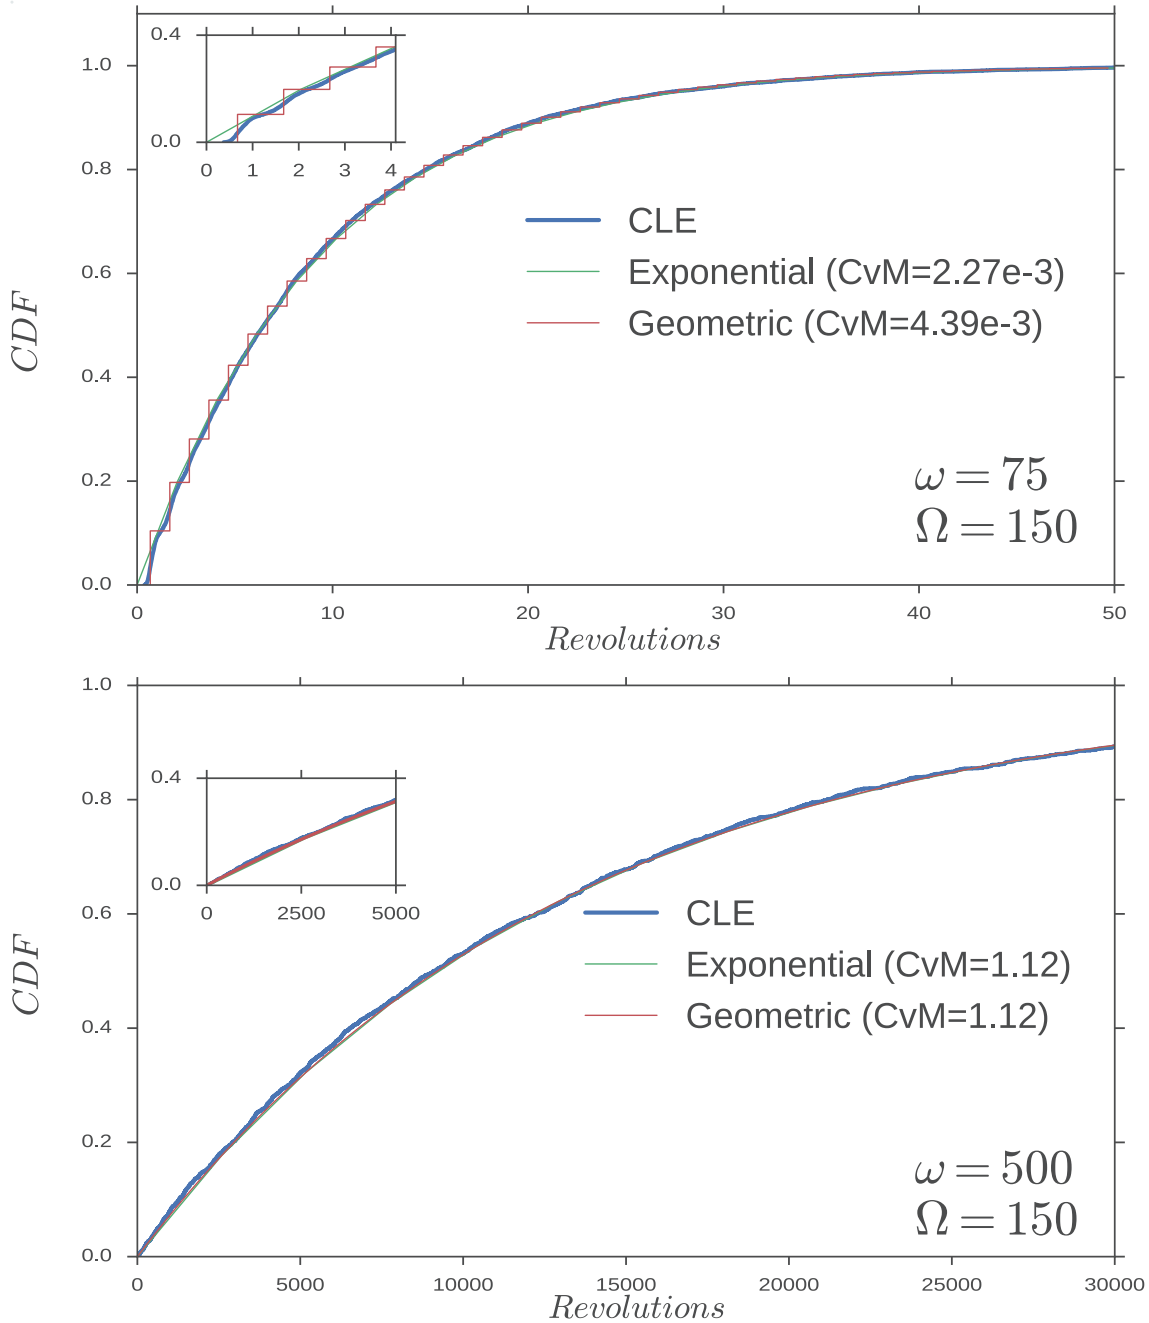 0.4
0.0
0 1 2 3 4
1.0
0.8
0.6
0.4
0.2
0.0
CDF
CLE
Exponential (CvM=2.27e-3)
Geometric (CvM=4.39e-3)
ω = 75
Ω = 150
0 10 20 30 40 50
Revolutions
1.0
0.8
0.6
0.4
0.2
0.0
CDF
0.4
0.0
0 2500 5000
CLE
Exponential (CvM=1.12)
Geometric (CvM=1.12)
ω = 500
Ω = 150
0 5000 10000 15000 20000 25000 30000
Revolutions